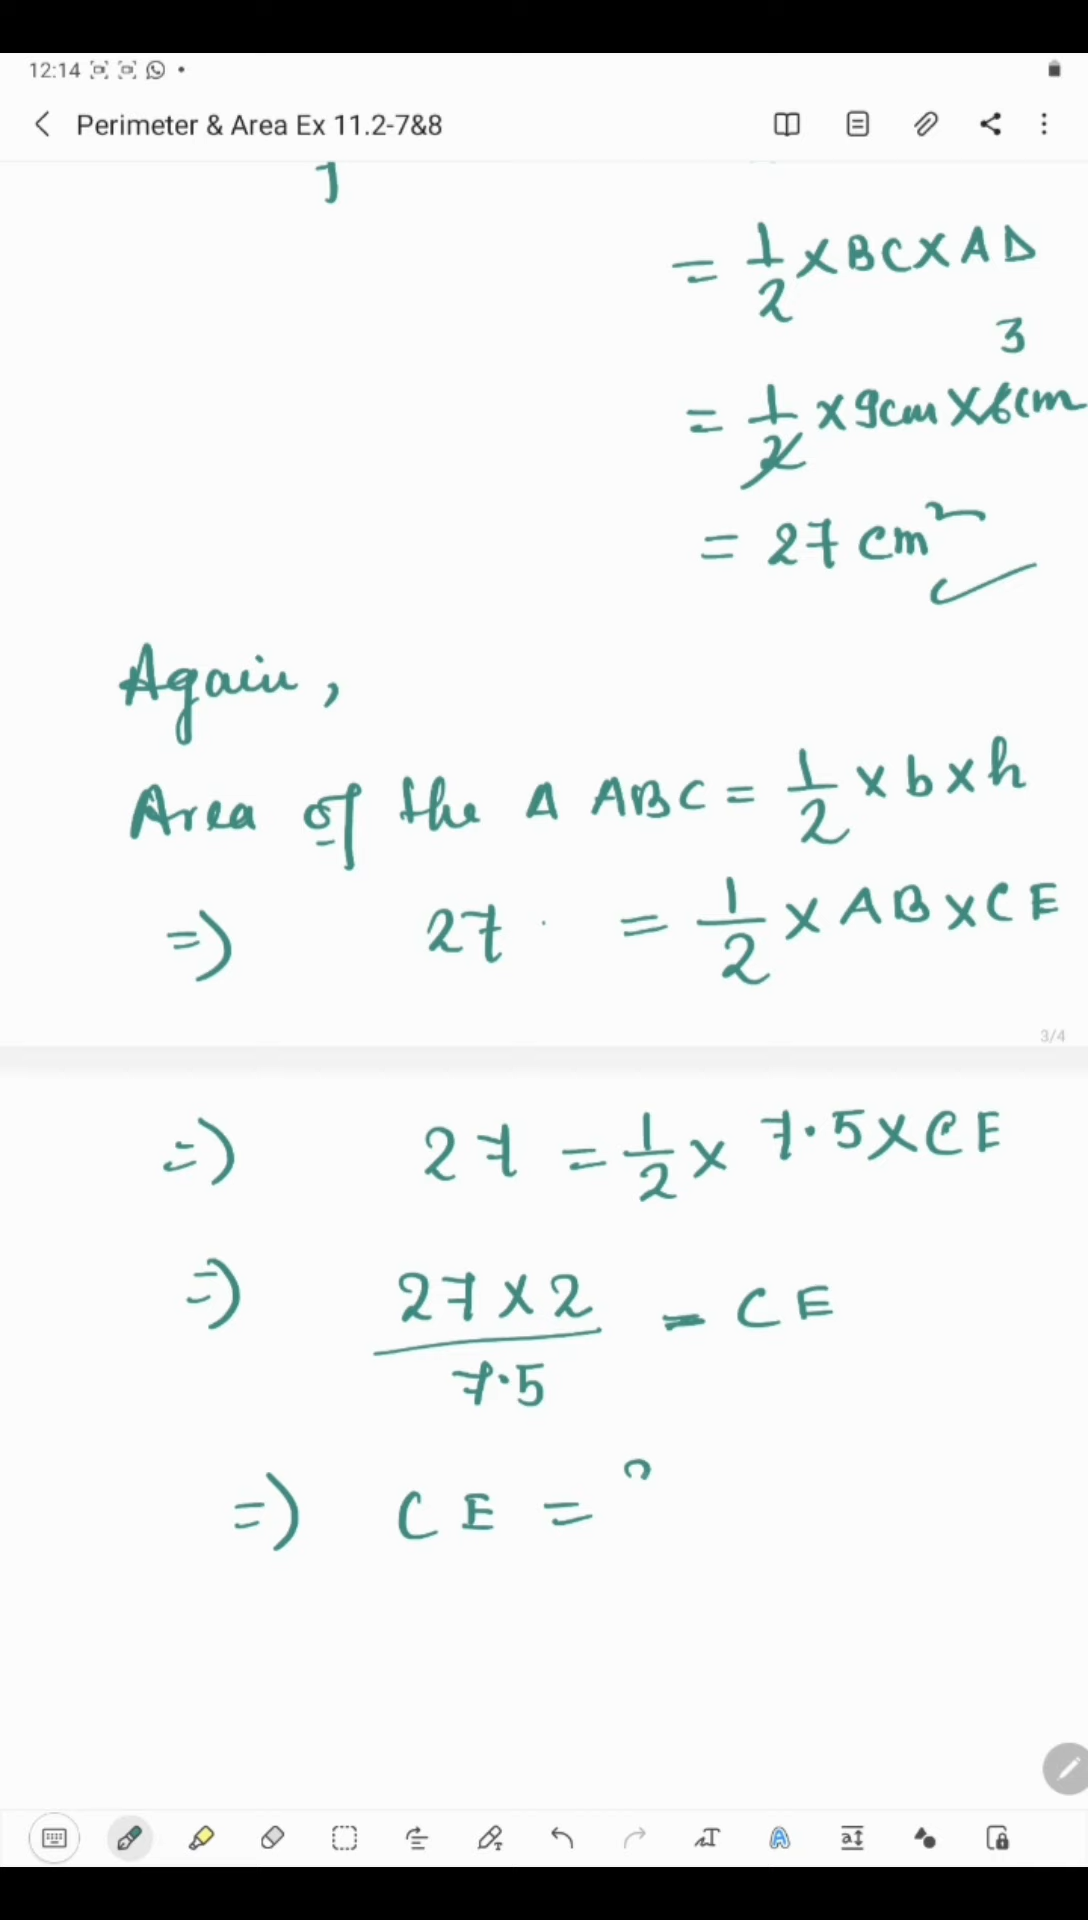 12:14
Perimeter & Area Ex 11.2-7&8
= 1/2 × BC × AD
3
= 1/2 × 9cm × 6cm
= 27 cm²
Again,
Area of the Δ ABC = 1/2 × b × h
=) 27 = 1/2 × AB × CE
3/4
=) 27 = 1/2 × 7.5 × CE
=) 27 × 2 / 7.5 = CE
=) CE =